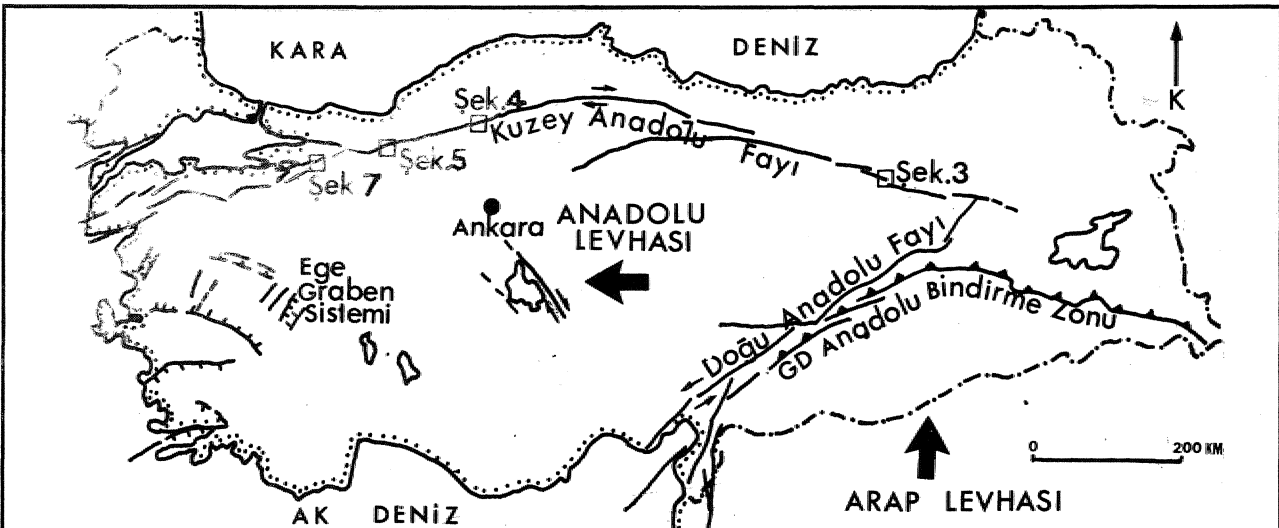 KARA DENİZ
K
Şek.4
Kuzey Anadolu Fayı
Şek.5
Şek 7
Şek.3
Ankara
ANADOLU
LEVHASI
Ege
Graben
Sistemi
Doğu Anadolu Fayı
GD Anadolu Bindirme Zonu
0 200 KM
ARAP LEVHASI
AK DENİZ